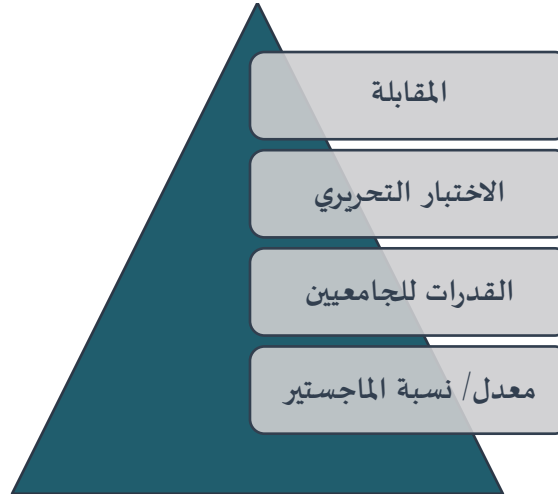 المقابلة
الاختبار التحريري
القدرات للجامعيين
معدل/ نسبة الماجستير